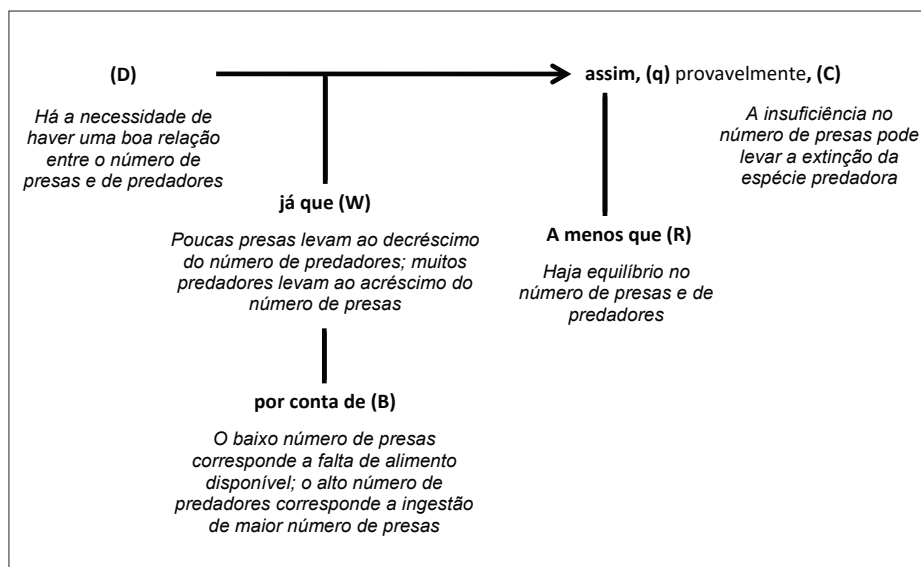 (D)
assim, (q) provavelmente, (C)
Há a necessidade de
haver uma boa relação
entre o número de
presas e de predadores
A insuficiência no
número de presas pode
levar a extinção da
espécie predadora
já que (W)
Poucas presas levam ao decréscimo
do número de predadores; muitos
predadores levam ao acréscimo do
número de presas
A menos que (R)
Haja equilíbrio no
número de presas e de
predadores
por conta de (B)
O baixo número de presas
corresponde a falta de alimento
disponível; o alto número de
predadores corresponde a ingestão
de maior número de presas